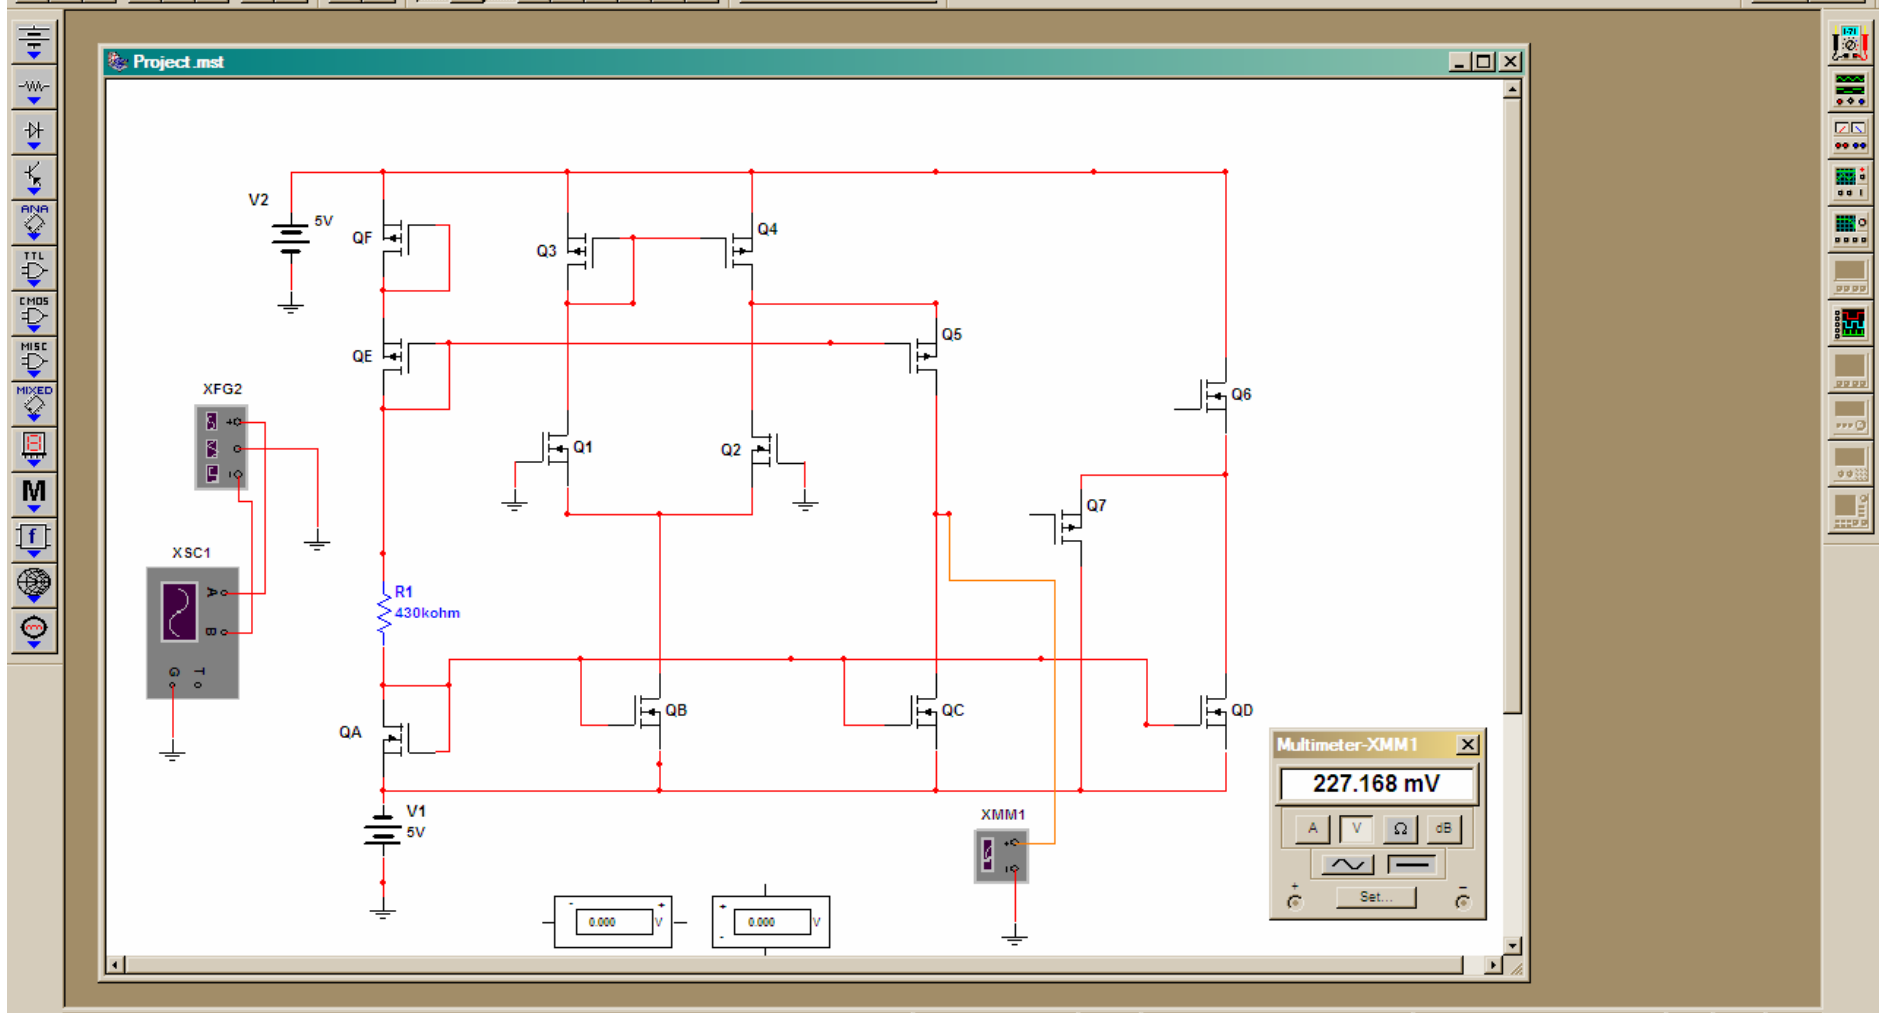 Project.mst
V2
5V
QF
Q3
Q4
QE
Q5
XFG2
Q6
Q1
Q2
Q7
XSC1
A
B
G
T
R1
430kohm
QA
QB
QC
QD
V1
5V
XMM1
Multimeter-XMM1
227.168 mV
A
V
Ω
dB
+
-
Set...
-
+
0.000
V
+
-
0.000
V
ANA
TTL
CMOS
MISC
MIXED
M
f